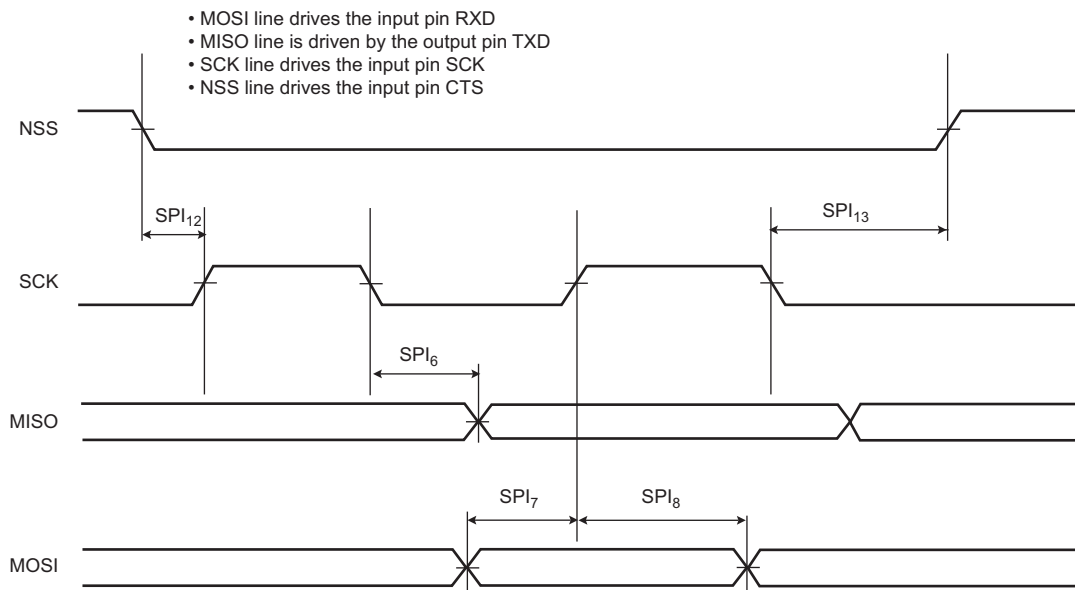 • MOSI line drives the input pin RXD
• MISO line is driven by the output pin TXD
• SCK line drives the input pin SCK
• NSS line drives the input pin CTS
NSS
SPI12
SPI13
SCK
SPI6
MISO
SPI7
SPI8
MOSI